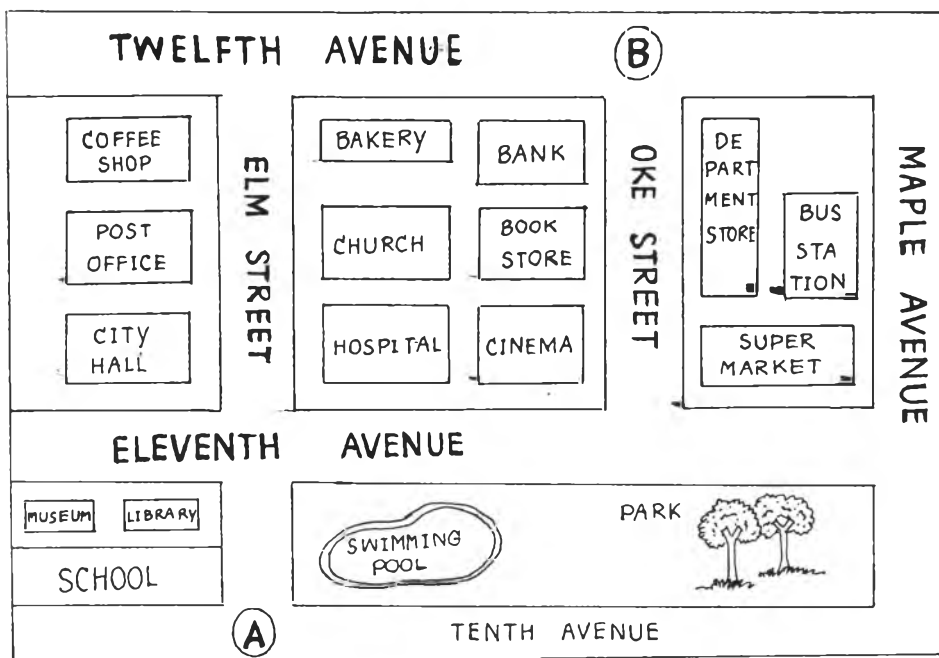 TWELFTH AVENUE
B
COFFEE
SHOP
BAKERY
BANK
DE
PART
MENT
STORE
BUS
STA
TION
POST
OFFICE
CHURCH
BOOK
STORE
CITY
HALL
HOSPITAL
CINEMA
SUPER
MARKET
ELM STREET
OKE STREET
MAPLE AVENUE
ELEVENTH AVENUE
MUSEUM
LIBRARY
SCHOOL
SWIMMING
POOL
PARK
A
TENTH AVENUE